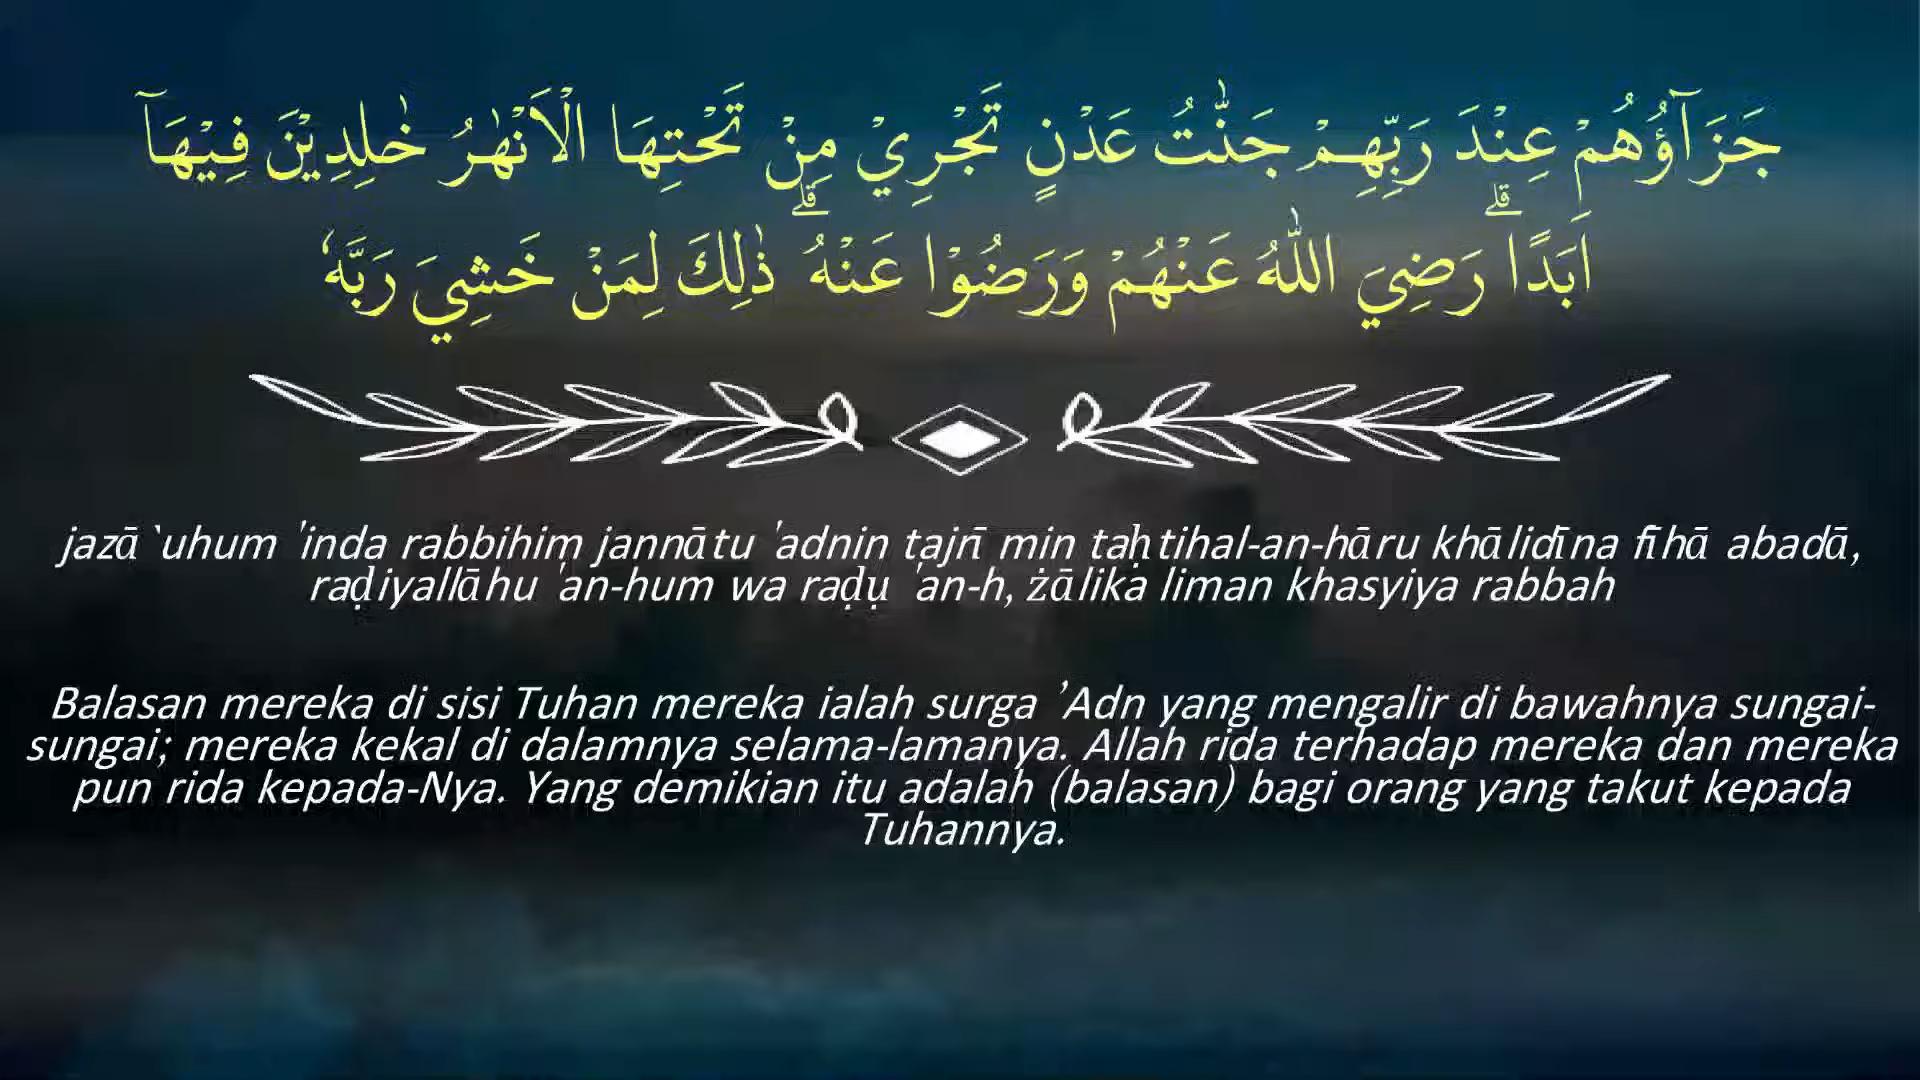 جَزَاۤؤُهُمْ عِنْدَ رَبِّهِمْ جَنّٰتُ عَدْنٍ تَجْرِيْ مِنْ تَحْتِهَا الْاَنْهٰرُ خٰلِدِيْنَ فِيْهَآ
اَبَدًا ۗرَضِيَ اللّٰهُ عَنْهُمْ وَرَضُوْا عَنْهُ ۗ ذٰلِكَ لِمَنْ خَشِيَ رَبَّهٗ
jazā`uhum 'inda rabbihim jannātu 'adnin tajrī min taḥtihal-an-hāru khālidīna fīhā abadā,
raḍiyallāhu 'an-hum wa raḍụ 'an-h, żālika liman khasyiya rabbah
Balasan mereka di sisi Tuhan mereka ialah surga ’Adn yang mengalir di bawahnya sungai-
sungai; mereka kekal di dalamnya selama-lamanya. Allah rida terhadap mereka dan mereka
pun rida kepada-Nya. Yang demikian itu adalah (balasan) bagi orang yang takut kepada
Tuhannya.